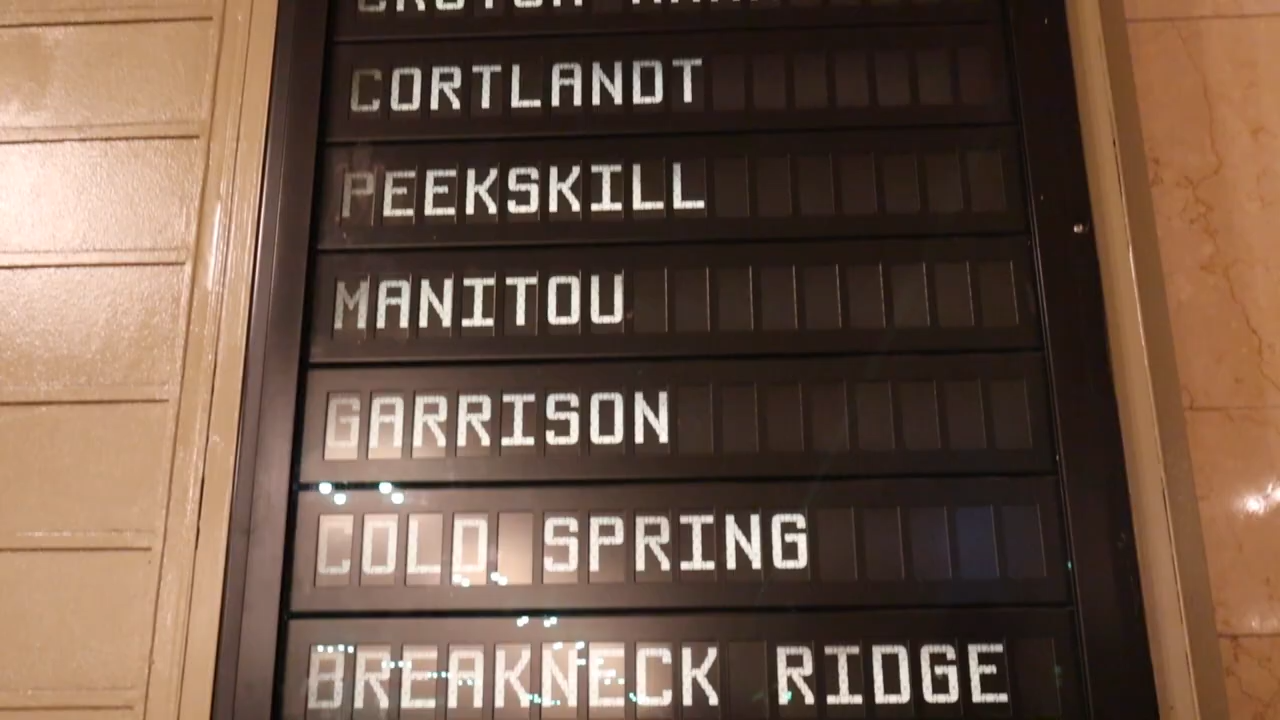 CORTLANDT
PEEKSKILL
MANITOU
GARRISON
COLD SPRING
BREAKNECK RIDGE